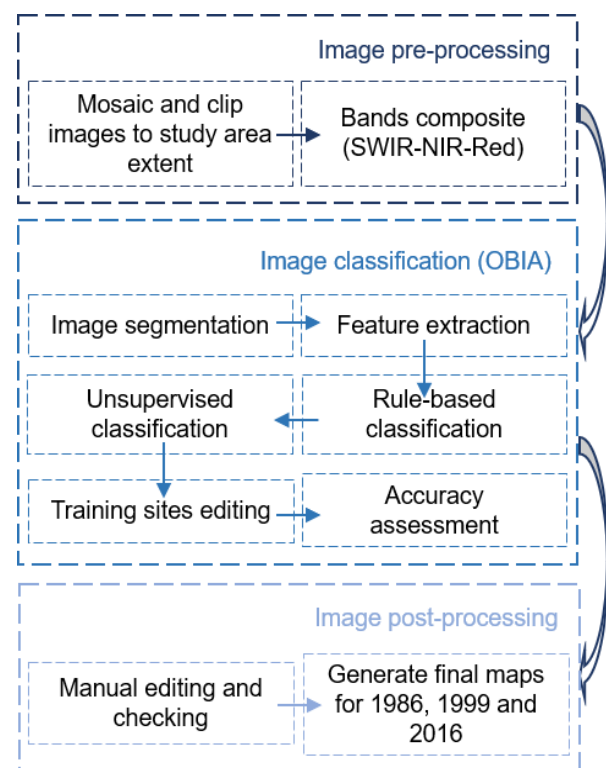 Image pre-processing
Mosaic and clip
images to study area
extent
Bands composite
(SWIR-NIR-Red)
Image classification (OBIA)
Image segmentation
Feature extraction
Unsupervised
classification
Rule-based
classification
Training sites editing
Accuracy
assessment
Image post-processing
Manual editing and
checking
Generate final maps
for 1986, 1999 and
2016